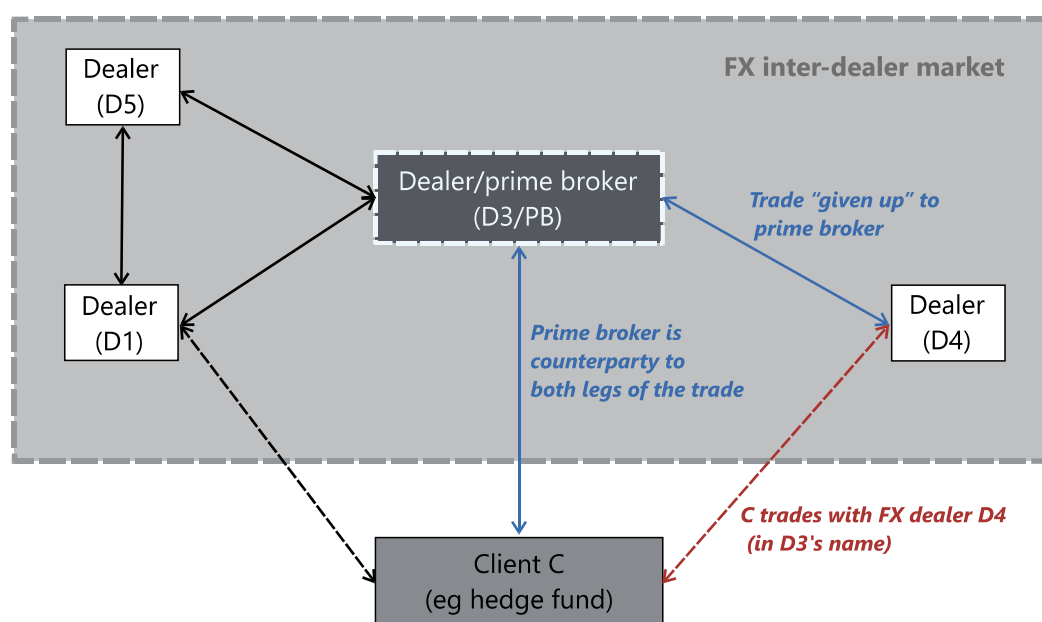 FX inter-dealer market
Dealer
(D5)
Dealer/prime broker
(D3/PB)
Trade “given up” to
prime broker
Dealer
(D1)
Prime broker is
counterparty to
both legs of the trade
Dealer
(D4)
C trades with FX dealer D4
(in D3's name)
Client C
(eg hedge fund)